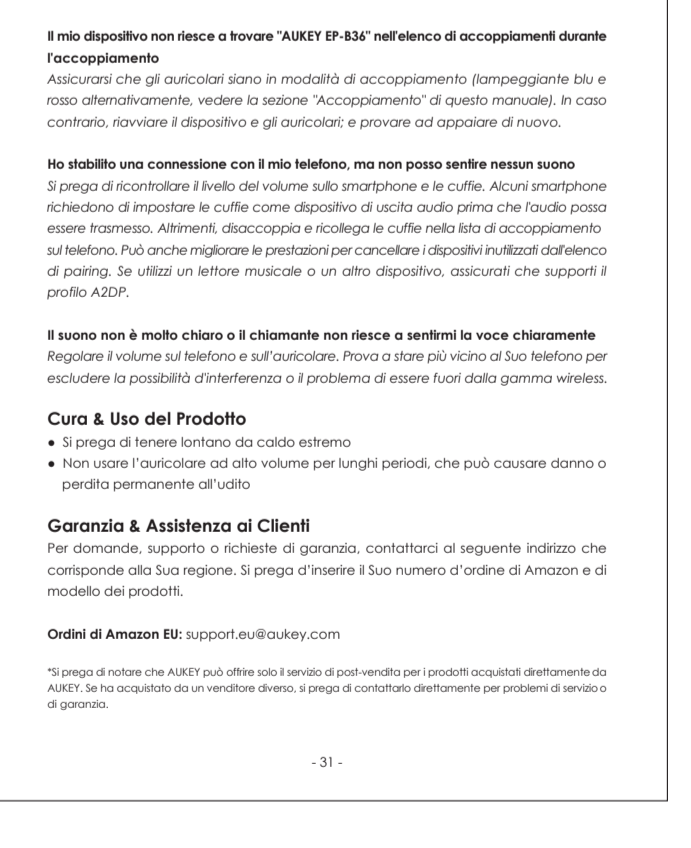 Il mio dispositivo non riesce a trovare "AUKEY EP-B36" nell'elenco di accoppiamenti durante
l'accoppiamento
Assicurarsi che gli auricolari siano in modalità di accoppiamento (lampeggiante blu e
rosso alternativamente, vedere la sezione "Accoppiamento" di questo manuale). In caso
contrario, riavviare il dispositivo e gli auricolari; e provare ad appaiare di nuovo.
Ho stabilito una connessione con il mio telefono, ma non posso sentire nessun suono
Si prega di ricontrollare il livello del volume sullo smartphone e le cuffie. Alcuni smartphone
richiedono di impostare le cuffie come dispositivo di uscita audio prima che l'audio possa
essere trasmesso. Altrimenti, disaccoppia e ricollega le cuffie nella lista di accoppiamento
sul telefono. Può anche migliorare le prestazioni per cancellare i dispositivi inutilizzati dall'elenco
di pairing. Se utilizzi un lettore musicale o un altro dispositivo, assicurati che supporti il
profilo A2DP.
Il suono non è molto chiaro o il chiamante non riesce a sentirmi la voce chiaramente
Regolare il volume sul telefono e sull'auricolare. Prova a stare più vicino al Suo telefono per
escludere la possibilità d'interferenza o il problema di essere fuori dalla gamma wireless.
Cura & Uso del Prodotto
● Si prega di tenere lontano da caldo estremo
● Non usare l'auricolare ad alto volume per lunghi periodi, che può causare danno o
perdita permanente all'udito
Garanzia & Assistenza ai Clienti
Per domande, supporto o richieste di garanzia, contattarci al seguente indirizzo che
corrisponde alla Sua regione. Si prega d'inserire il Suo numero d'ordine di Amazon e di
modello dei prodotti.
Ordini di Amazon EU: support.eu@aukey.com
*Si prega di notare che AUKEY può offrire solo il servizio di post-vendita per i prodotti acquistati direttamente da
AUKEY. Se ha acquistato da un venditore diverso, si prega di contattarlo direttamente per problemi di servizio o
di garanzia.
- 31 -